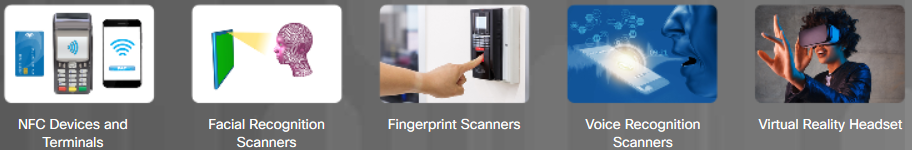 NFC Devices and
Terminals
Facial Recognition
Scanners
Fingerprint Scanners
Voice Recognition
Scanners
Virtual Reality Headset